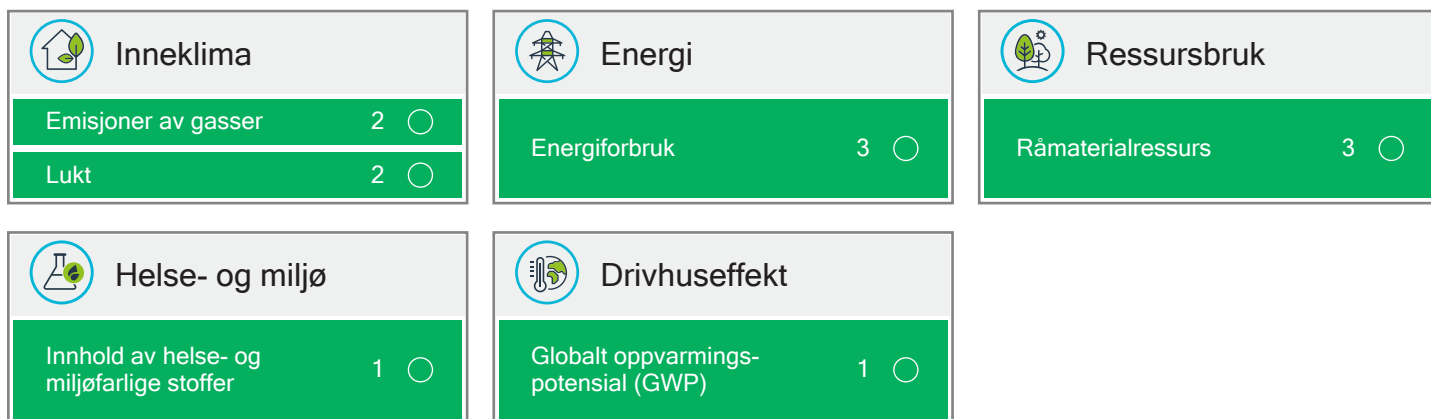 Inneklima
Emisjoner av gasser 2
Lukt 2
Energi
Energiforbruk 3
Ressursbruk
Råmaterialressurs 3
Helse- og miljø
Innhold av helse- og
miljøfarlige stoffer 1
Drivhuseffekt
Globalt oppvarmings-
potensial (GWP) 1